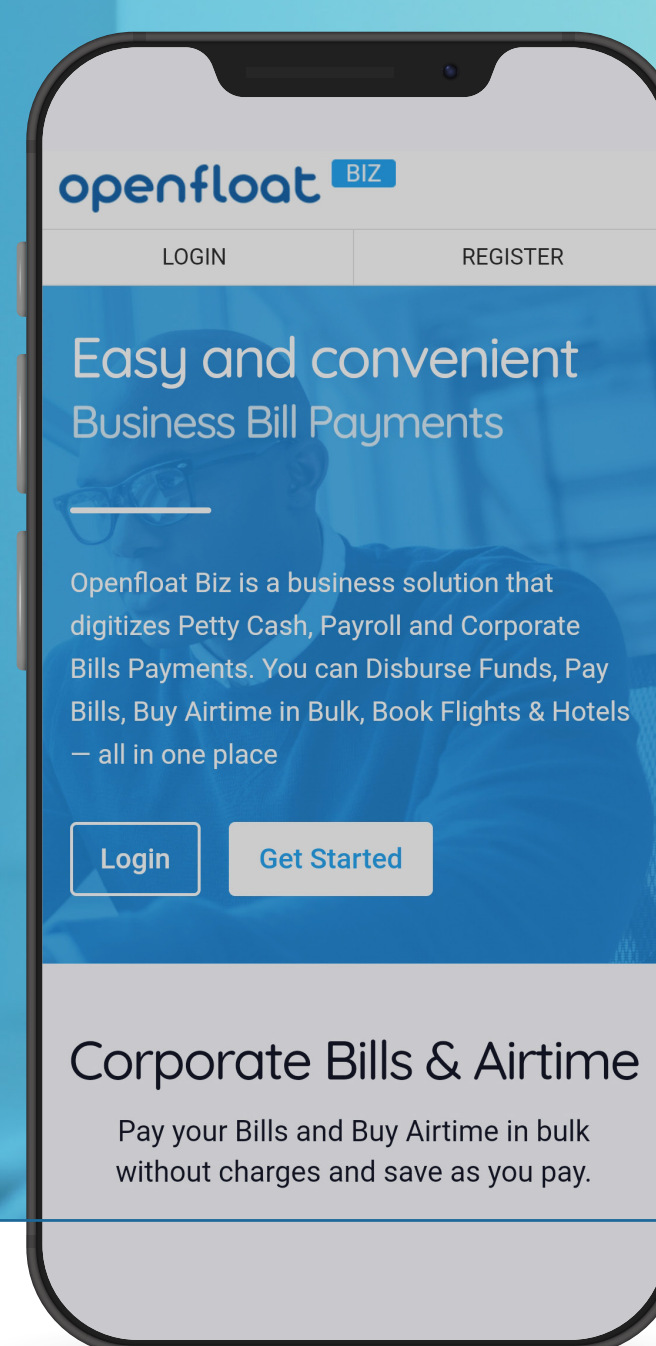 openfloat BIZ
LOGIN REGISTER
Easy and convenient
Business Bill Payments
Openfloat Biz is a business solution that
digitizes Petty Cash, Payroll and Corporate
Bills Payments. You can Disburse Funds, Pay
Bills, Buy Airtime in Bulk, Book Flights & Hotels
— all in one place
Login Get Started
Corporate Bills & Airtime
Pay your Bills and Buy Airtime in bulk
without charges and save as you pay.